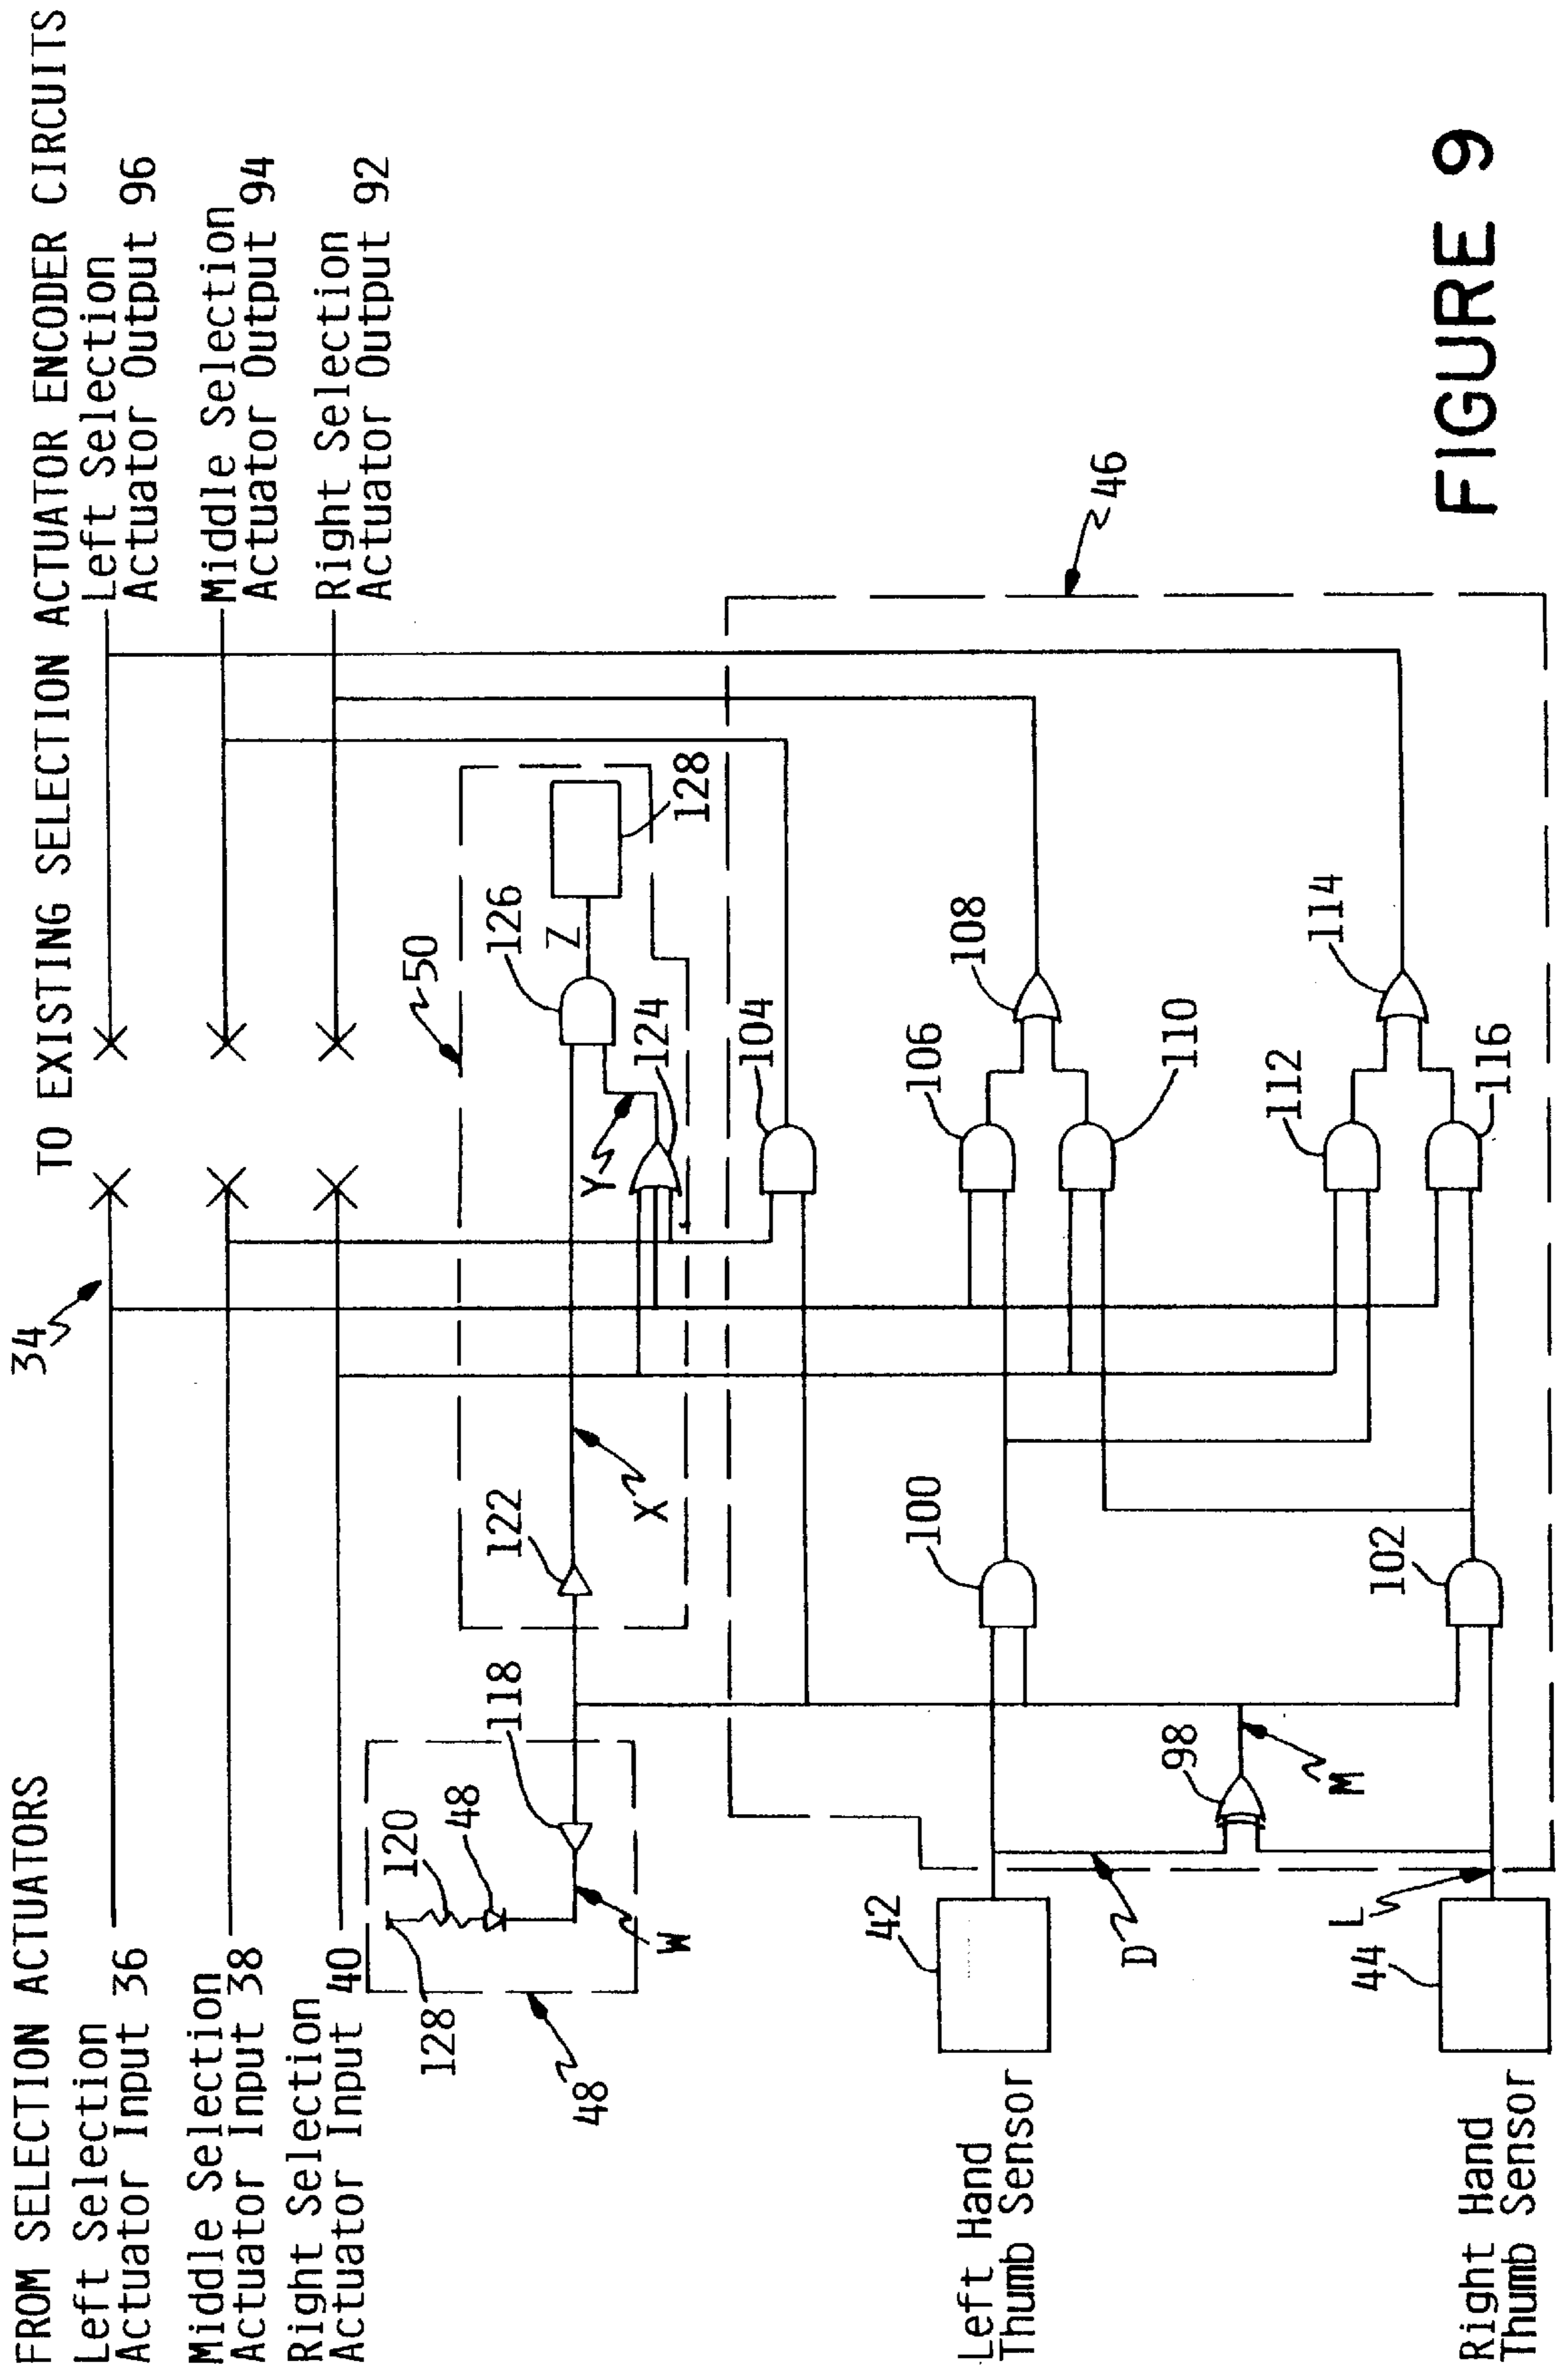 FROM SELECTION ACTUATORS
TO EXISTING SELECTION ACTUATOR ENCODER CIRCUITS
34
Left Selection
Actuator Input 36
Left Selection
Actuator Output 96
Middle Selection
Actuator Input 38
Middle Selection
Actuator Output 94
Right Selection
Actuator Input 40
Right Selection
Actuator Output 92
128
120
48
118
W
48
122
X
50
126
Z
Y
124
128
104
46
Left Hand
Thumb Sensor
42
D
98
M
100
106
108
110
112
114
116
102
L
44
Right Hand
Thumb Sensor
FIGURE 9